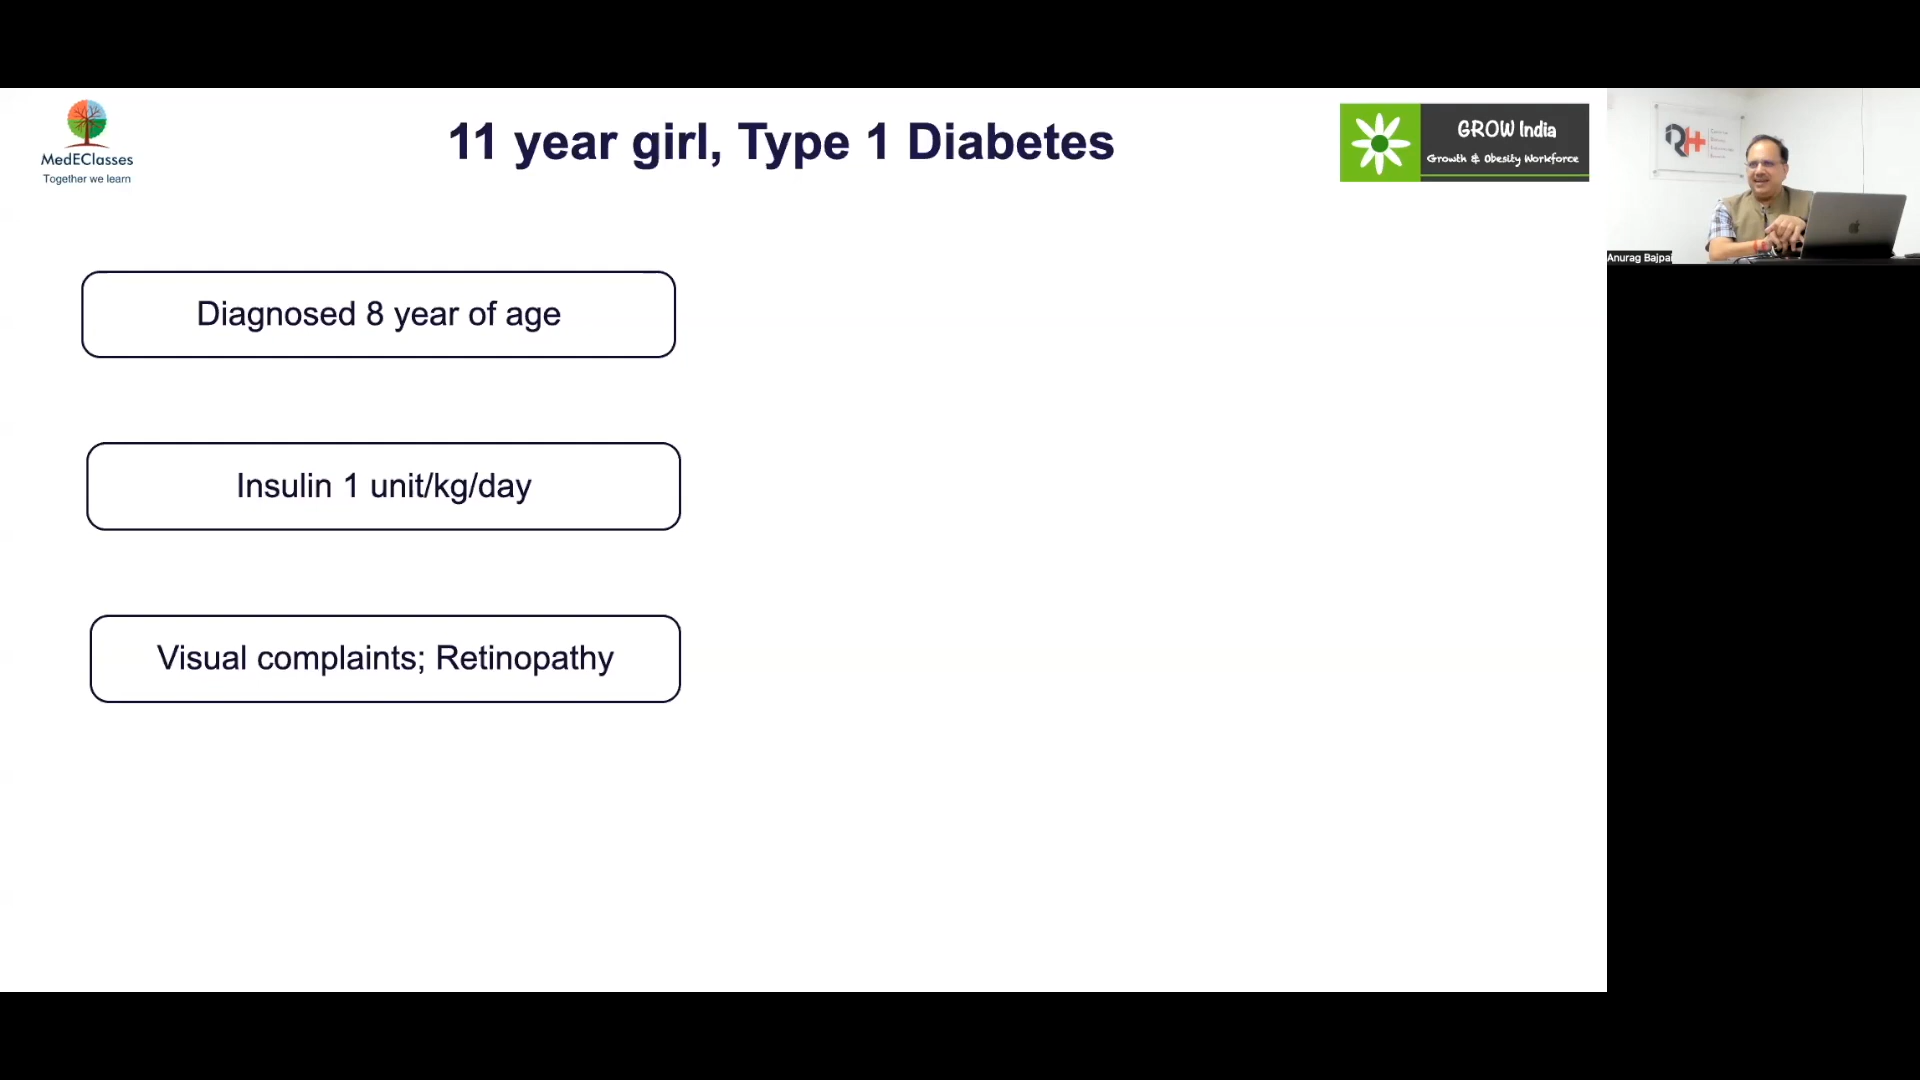 MedEClasses
Together we learn
11 year girl, Type 1 Diabetes
GROW India
Growth & Obesity Workforce
Diagnosed 8 year of age
Insulin 1 unit/kg/day
Visual complaints; Retinopathy
RH
Anurag Bajpai